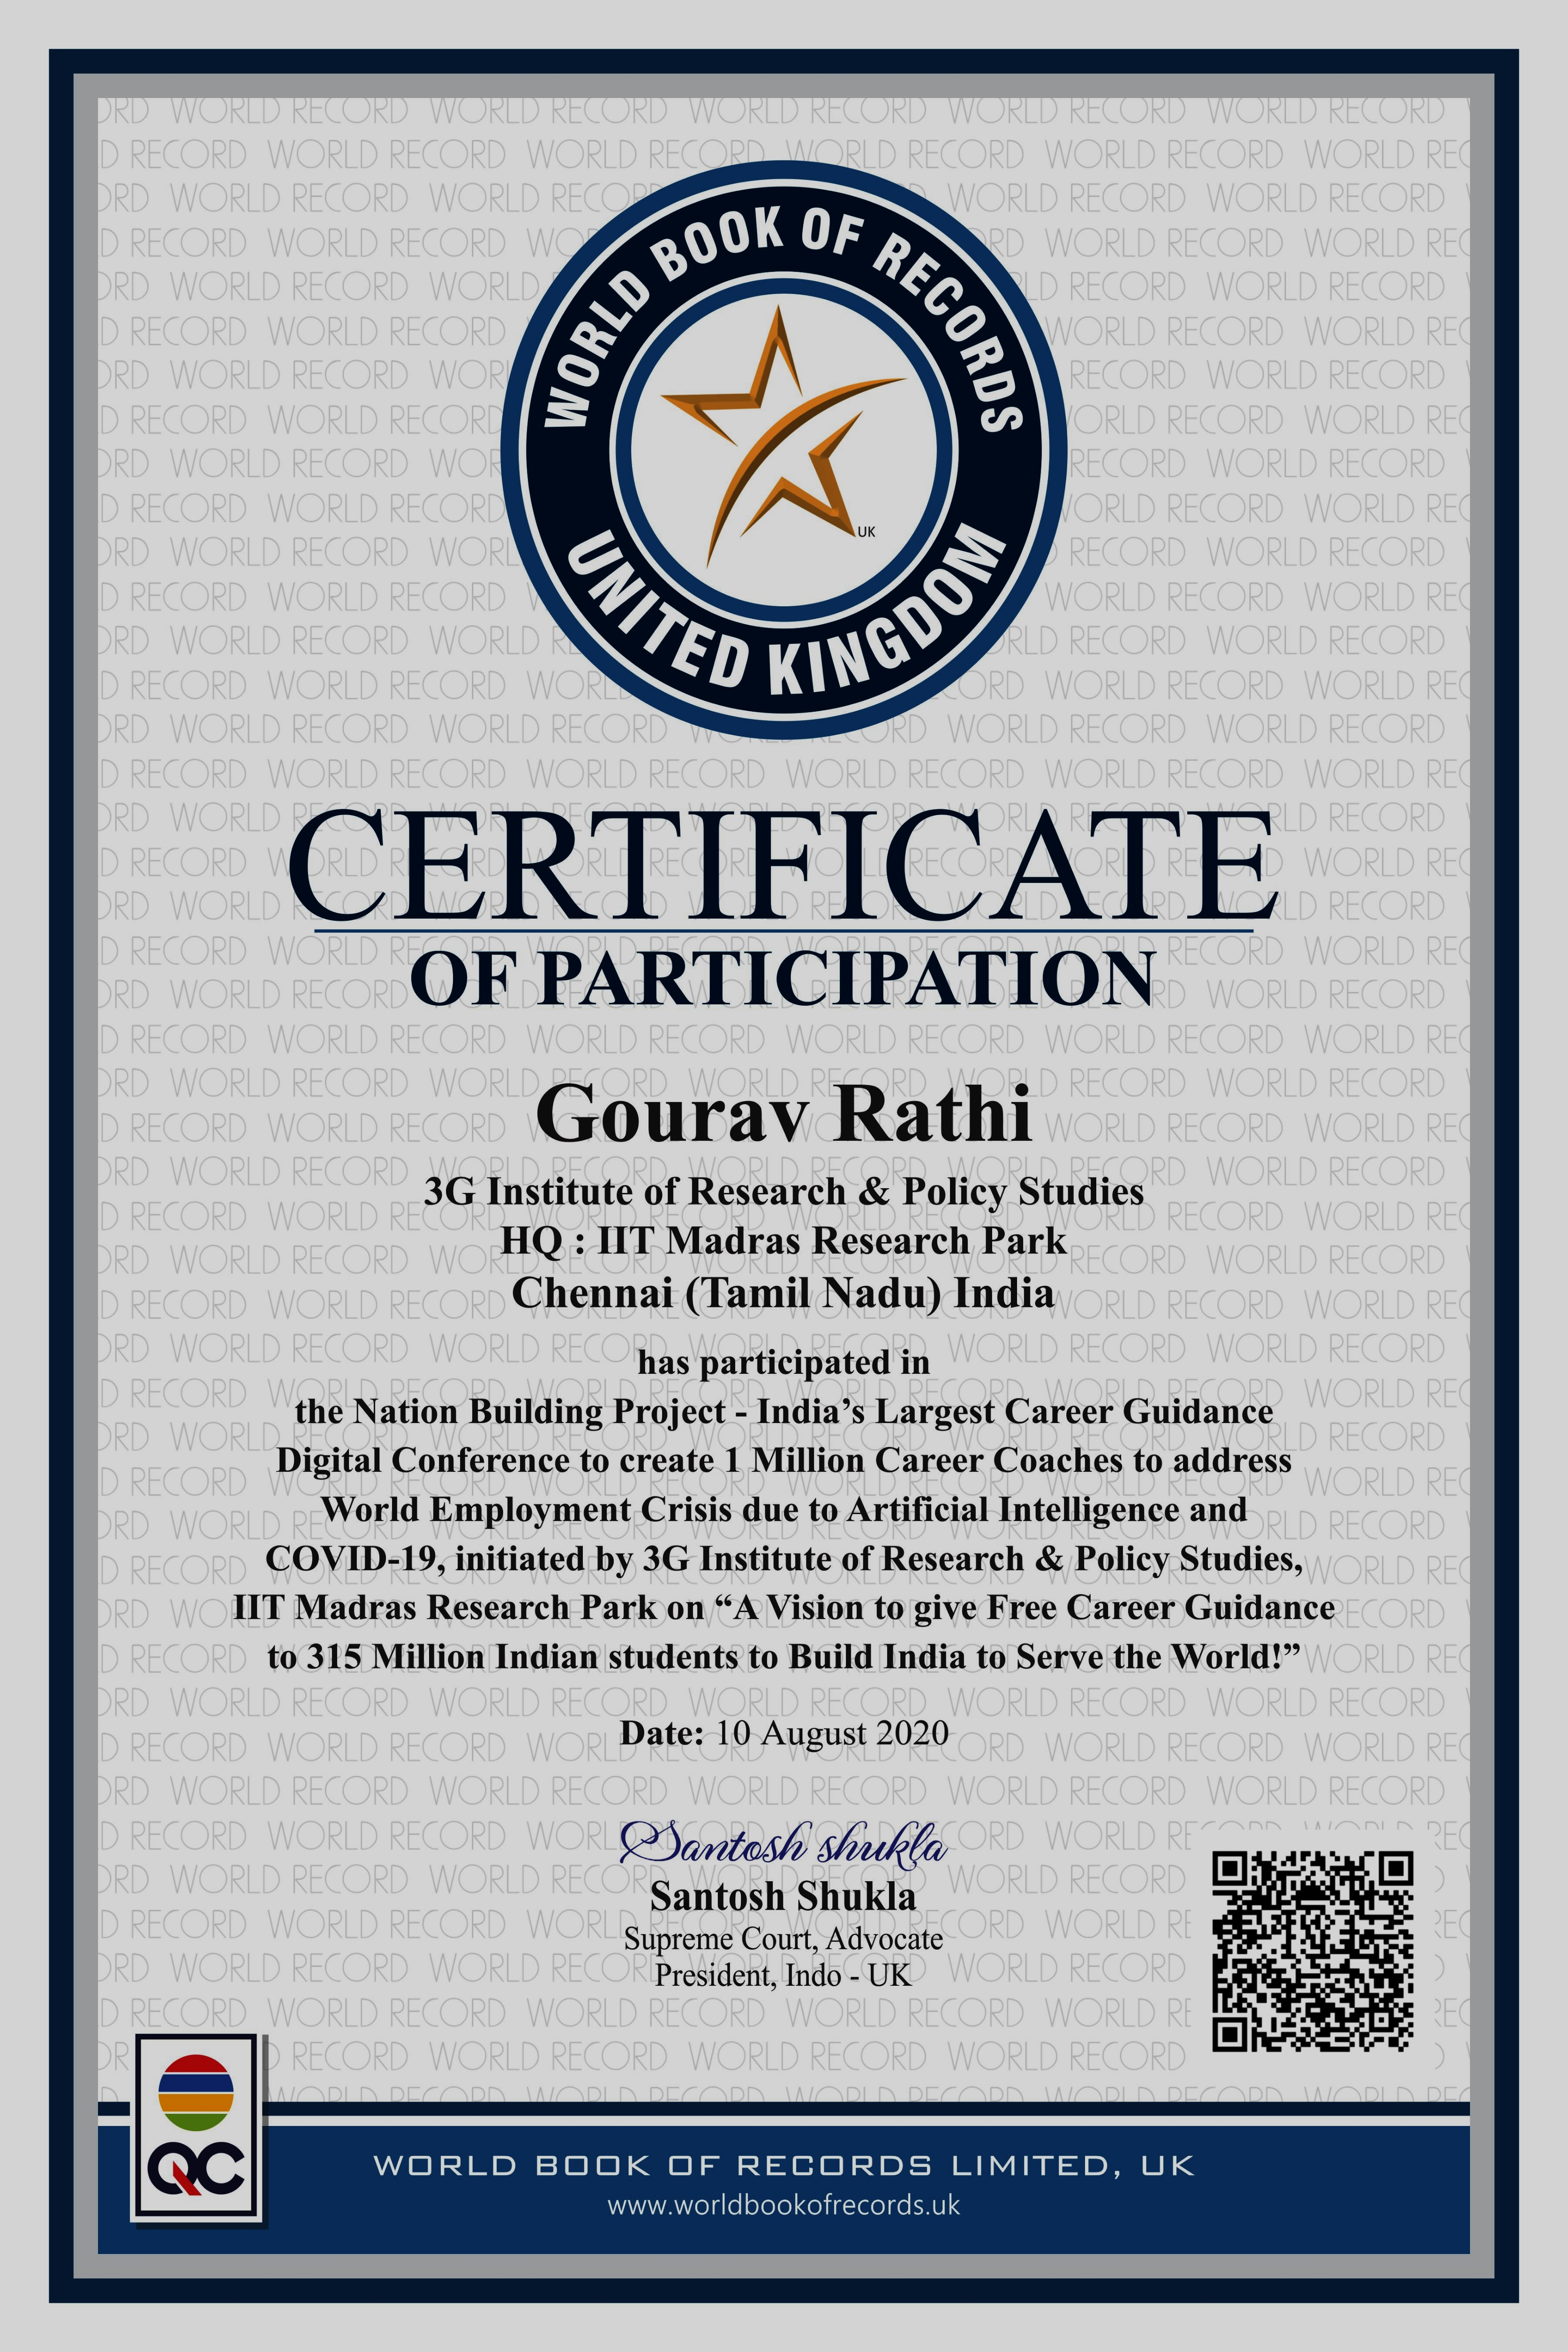 WORLD BOOK OF RECORDS
UK
UNITED KINGDOM
CERTIFICATE
OF PARTICIPATION
Gourav Rathi
3G Institute of Research & Policy Studies
HQ : IIT Madras Research Park
Chennai (Tamil Nadu) India
has participated in
the Nation Building Project - India’s Largest Career Guidance
Digital Conference to create 1 Million Career Coaches to address
World Employment Crisis due to Artificial Intelligence and
COVID-19, initiated by 3G Institute of Research & Policy Studies,
IIT Madras Research Park on “A Vision to give Free Career Guidance
to 315 Million Indian students to Build India to Serve the World!”
Date: 10 August 2020
Santosh shukla
Santosh Shukla
Supreme Court, Advocate
President, Indo - UK
QC
WORLD BOOK OF RECORDS LIMITED, UK
www.worldbookofrecords.uk